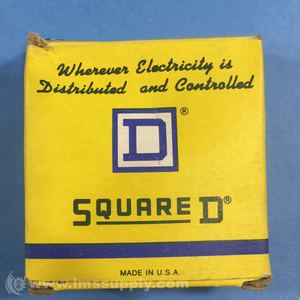 Wherever Electricity is
Distributed and Controlled
D®
SQUARE D®
MADE IN U.S.A.
© www.imssupply.com